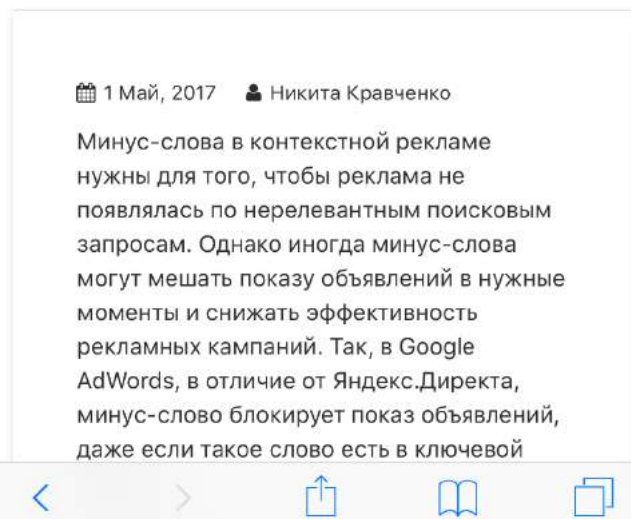 1 Май, 2017 Никита Кравченко
Минус-слова в контекстной рекламе
нужны для того, чтобы реклама не
появлялась по нерелевантным поисковым
запросам. Однако иногда минус-слова
могут мешать показу объявлений в нужные
моменты и снижать эффективность
рекламных кампаний. Так, в Google
AdWords, в отличие от Яндекс.Директа,
минус-слово блокирует показ объявлений,
даже если такое слово есть в ключевой